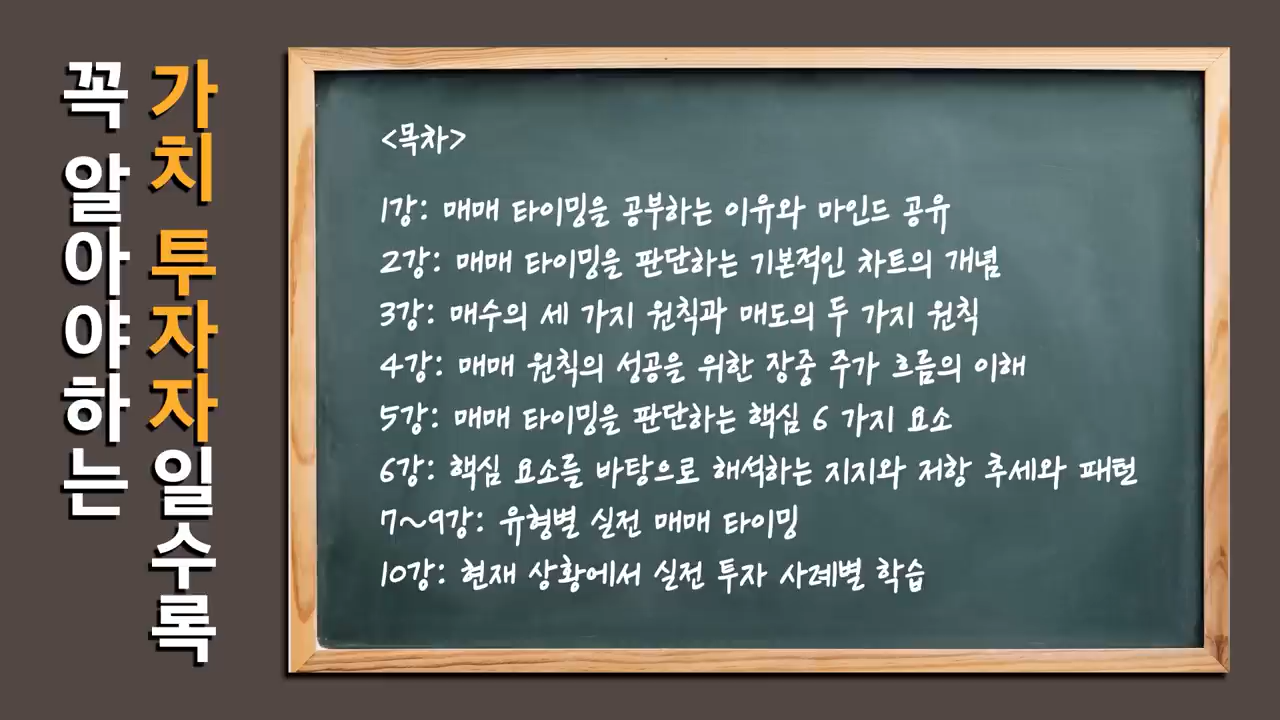 가치 투자자일수록
꼭 알아야하는
<목차>
1강: 매매 타이밍을 공부하는 이유와 마인드 공유
2강: 매매 타이밍을 판단하는 기본적인 차트의 개념
3강: 매수의 세 가지 원칙과 매도의 두 가지 원칙
4강: 매매 원칙의 성공을 위한 장중 주가 흐름의 이해
5강: 매매 타이밍을 판단하는 핵심 6 가지 요소
6강: 핵심 요소를 바탕으로 해석하는 지지와 저항 추세와 패턴
7~9강: 유형별 실전 매매 타이밍
10강: 현재 상황에서 실전 투자 사례별 학습